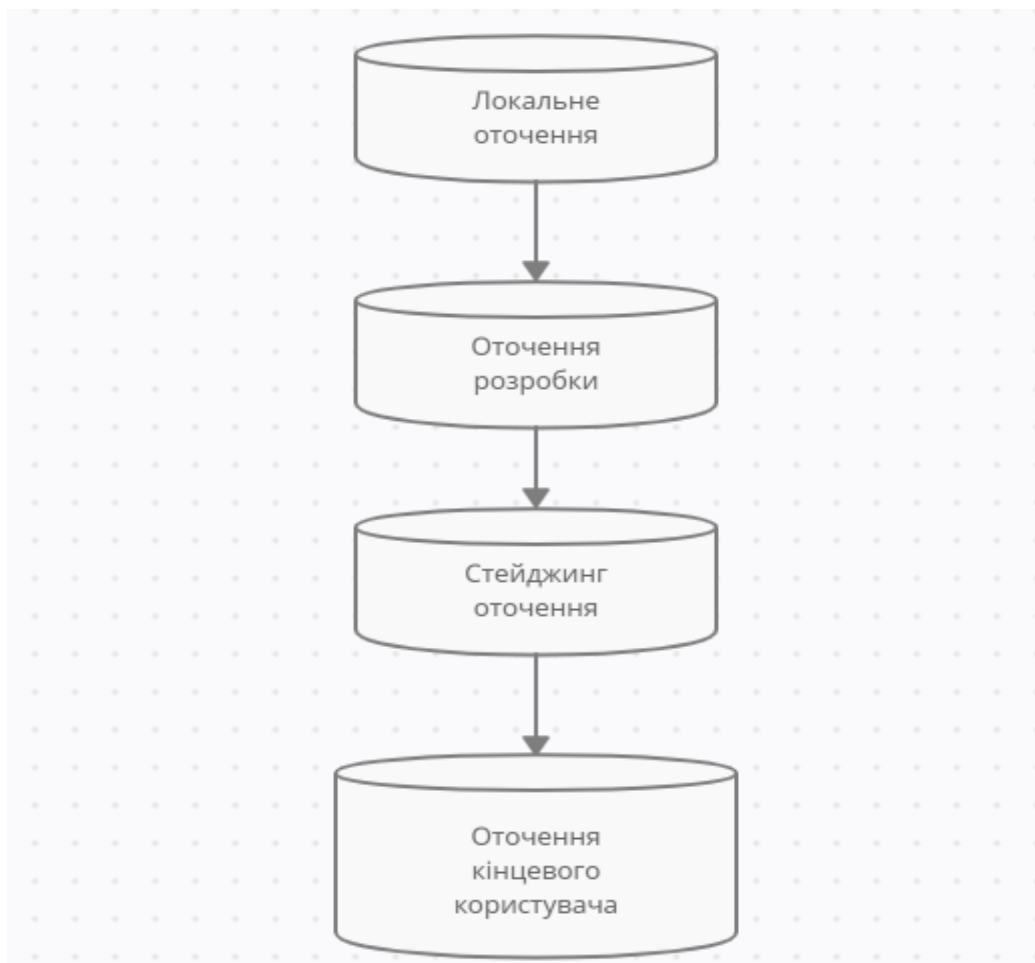 Локальне
оточення
Оточення
розробки
Стейджинг
оточення
Оточення
кінцевого
користувача